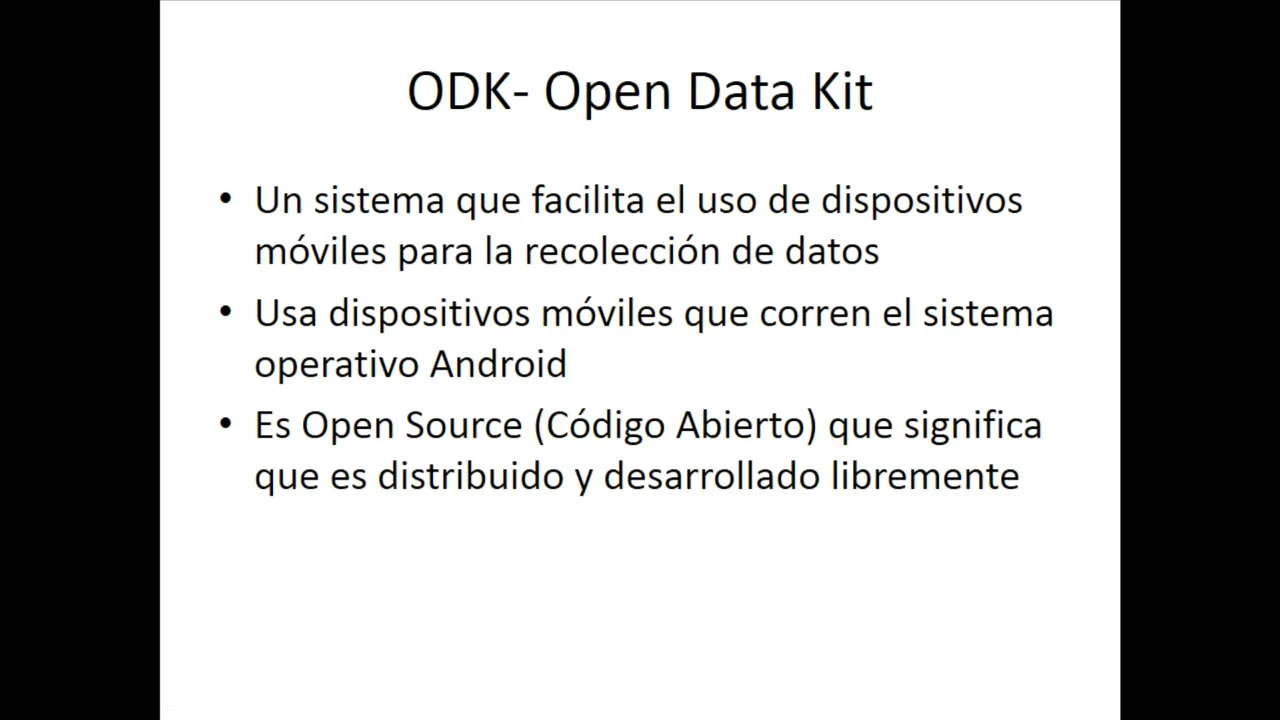 ODK- Open Data Kit
• Un sistema que facilita el uso de dispositivos
móviles para la recolección de datos
• Usa dispositivos móviles que corren el sistema
operativo Android
• Es Open Source (Código Abierto) que significa
que es distribuido y desarrollado libremente